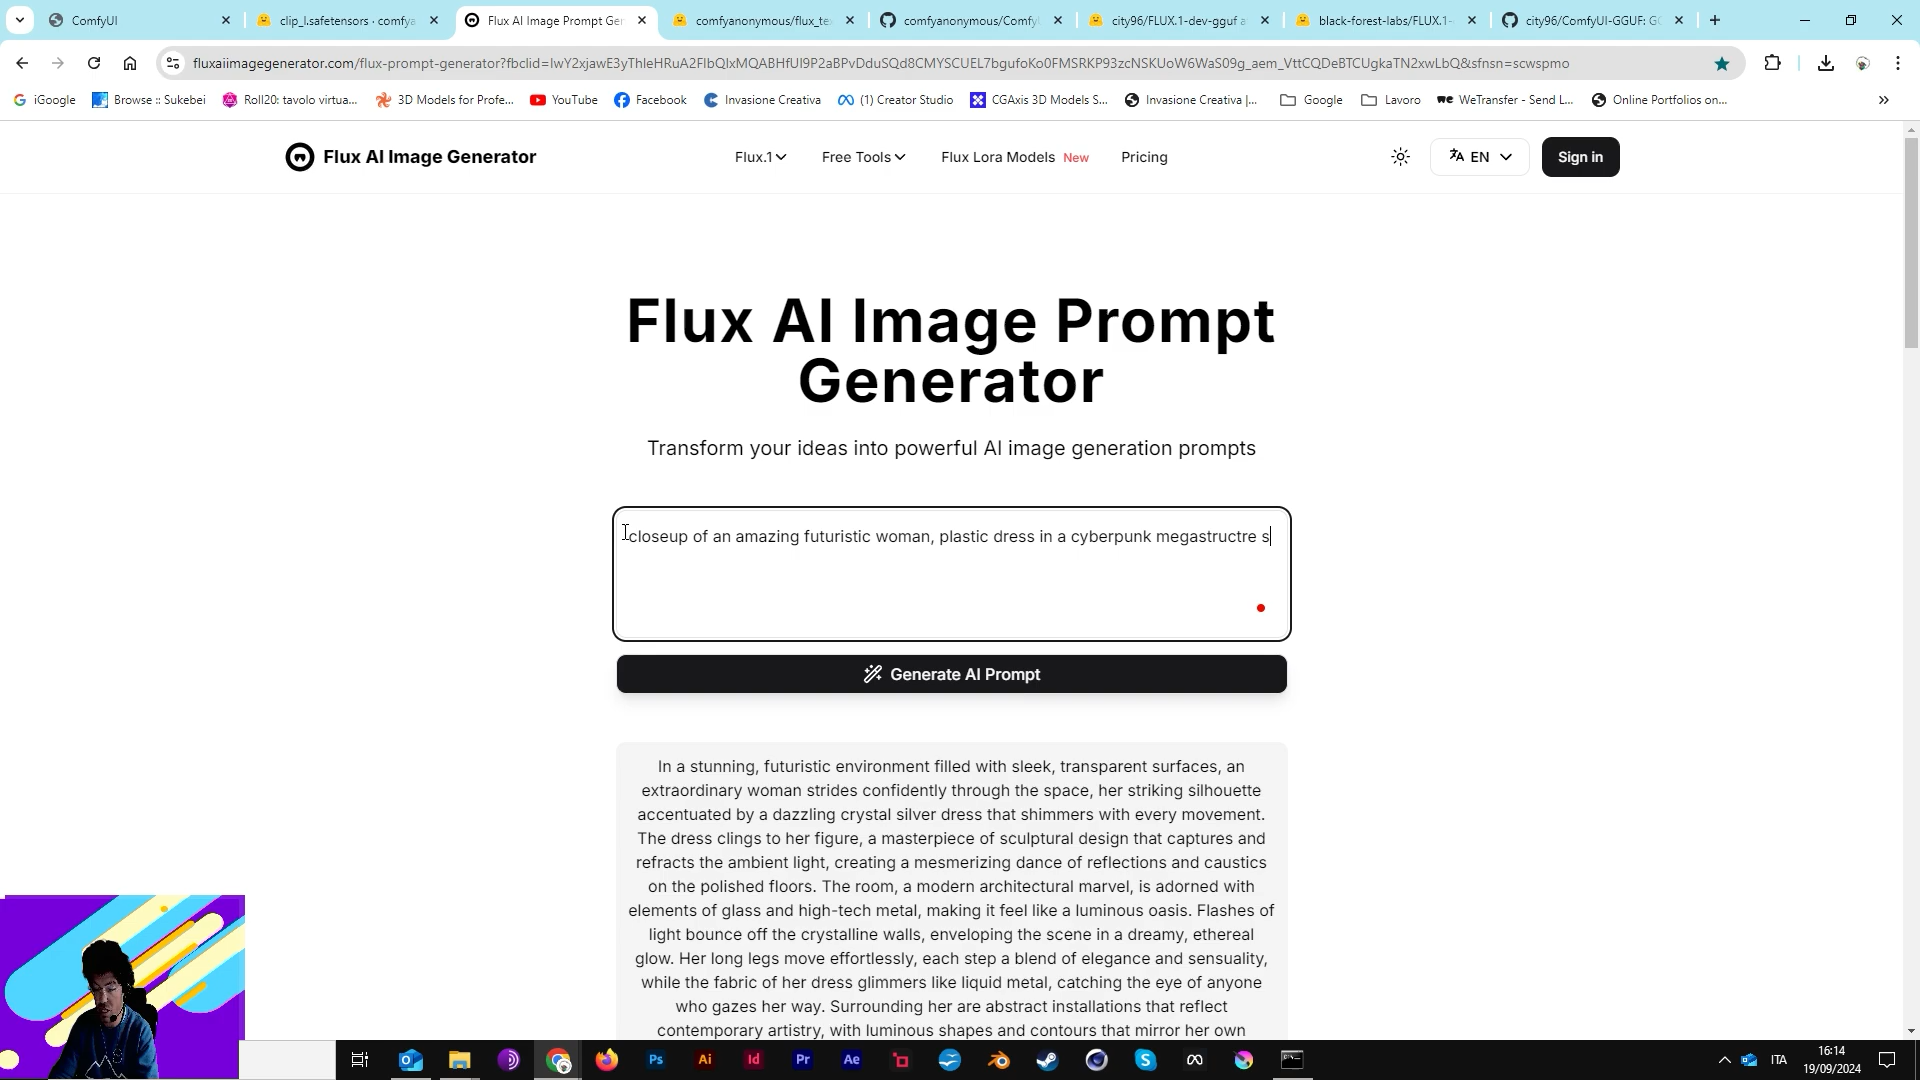 ComfyUI
clip_l.safetensors · comfya
Flux AI Image Prompt Ger
comfyanonymous/flux_te
comfyanonymous/Comfy
city96/FLUX.1-dev-gguf a
black-forest-labs/FLUX.1-
city96/ComfyUI-GGUF: G
fluxaiimagegenerator.com/flux-prompt-generator?fbclid=IwY2xjawE3yThleHRuA2FlbQIxMQABHfUI9P2aBPvDduSQd8CMYSCUEL7bgufoKo0FMSRKP93zcNSKUoW6WaS09g_aem_VttCQDeBTCUgkaTN2xwLbQ&sfnsn=scwspmo
iGoogle
Browse :: Sukebei
Roll20: tavolo virtua...
3D Models for Profe...
YouTube
Facebook
Invasione Creativa
(1) Creator Studio
CGAxis 3D Models S...
Invasione Creativa |...
Google
Lavoro
WeTransfer - Send L...
Online Portfolios on...
Flux AI Image Generator
Flux.1
Free Tools
Flux Lora Models New
Pricing
EN
Sign in
Flux AI Image Prompt
Generator
Transform your ideas into powerful AI image generation prompts
closeup of an amazing futuristic woman, plastic dress in a cyberpunk megastructre s
Generate AI Prompt
In a stunning, futuristic environment filled with sleek, transparent surfaces, an
extraordinary woman strides confidently through the space, her striking silhouette
accentuated by a dazzling crystal silver dress that shimmers with every movement.
The dress clings to her figure, a masterpiece of sculptural design that captures and
refracts the ambient light, creating a mesmerizing dance of reflections and caustics
on the polished floors. The room, a modern architectural marvel, is adorned with
elements of glass and high-tech metal, making it feel like a luminous oasis. Flashes of
light bounce off the crystalline walls, enveloping the scene in a dreamy, ethereal
glow. Her long legs move effortlessly, each step a blend of elegance and sensuality,
while the fabric of her dress glimmers like liquid metal, catching the eye of anyone
who gazes her way. Surrounding her are abstract installations that reflect
contemporary artistry, with luminous shapes and contours that mirror her own
Ps
Ai
Id
Pr
Ae
ITA
16:14
19/09/2024